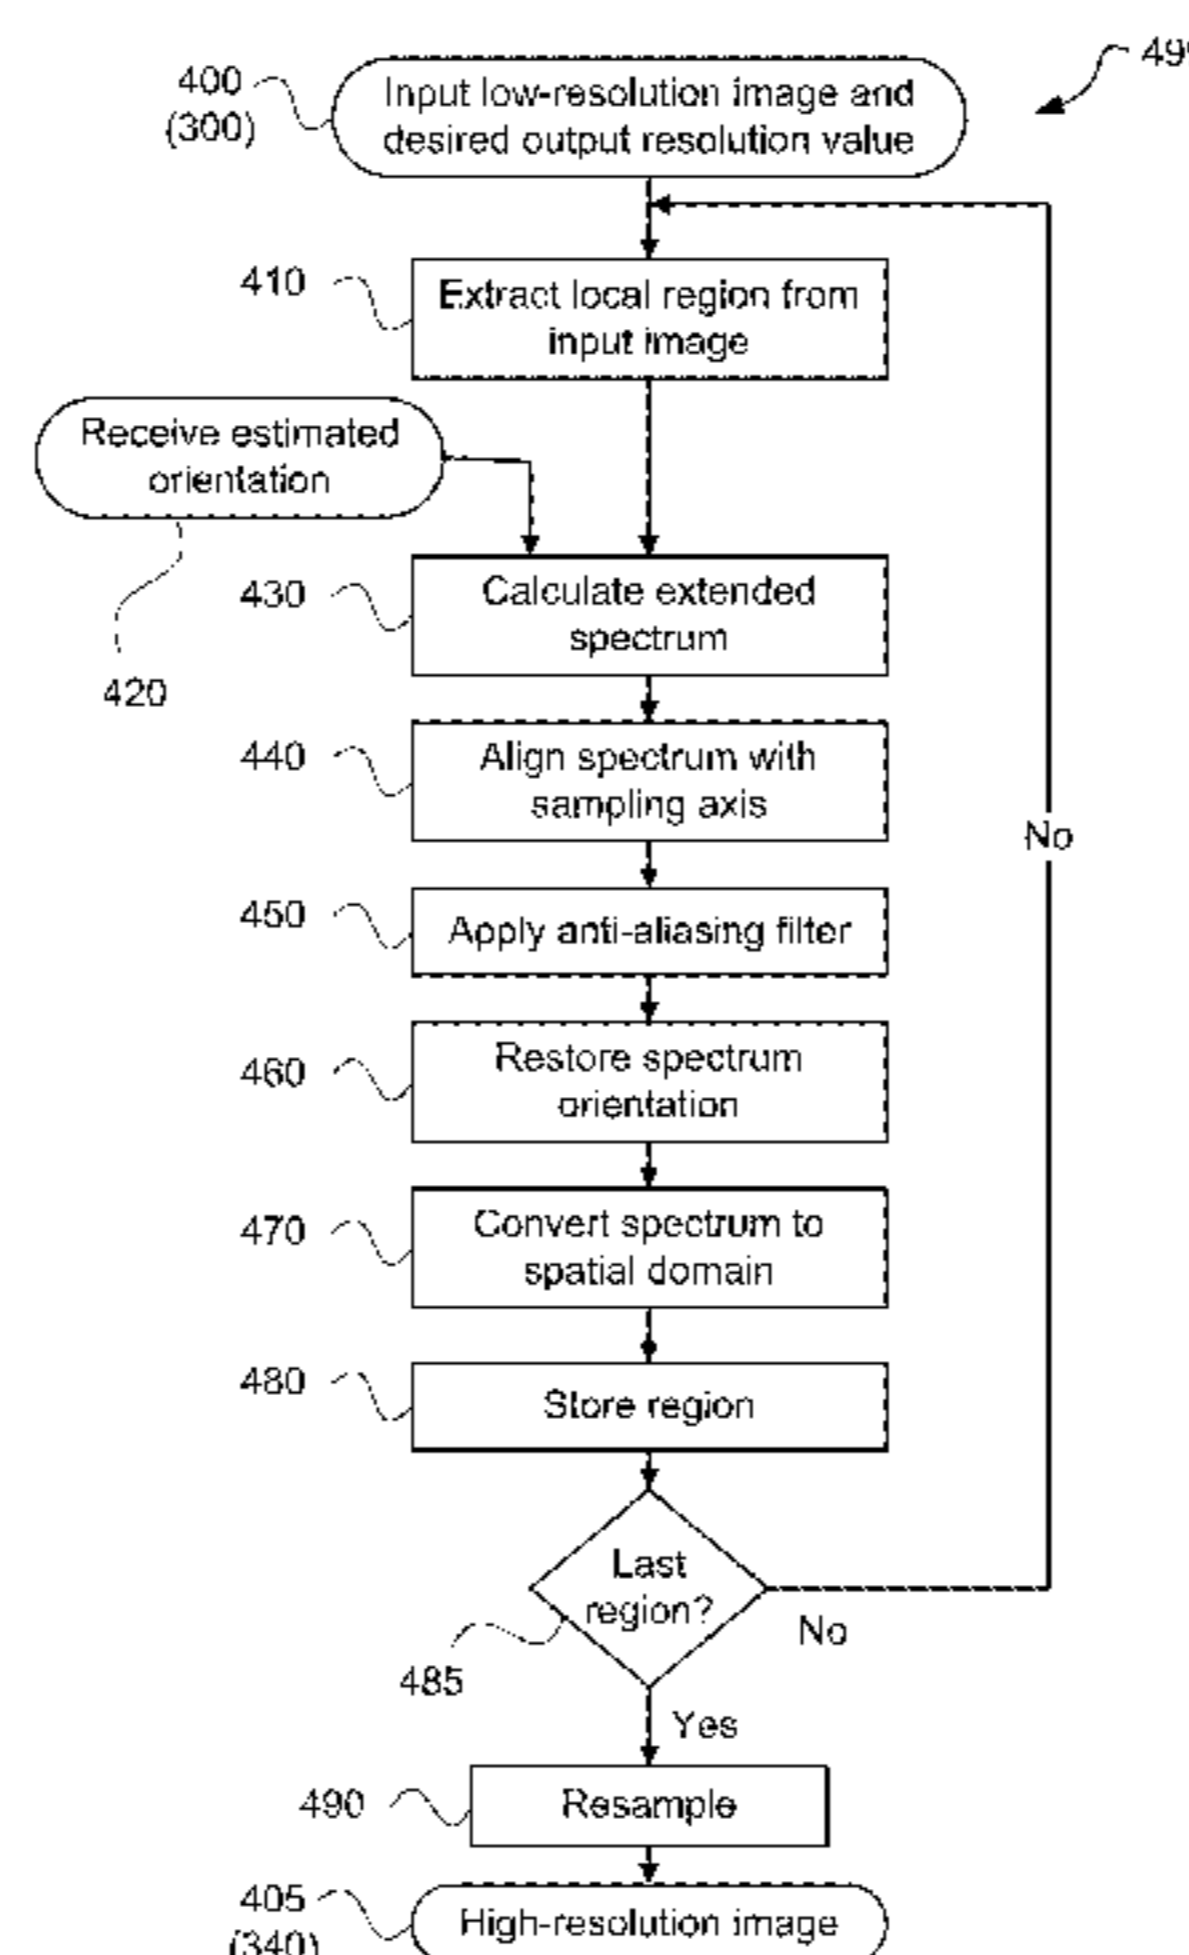 400
(300)
Input low-resolution image and
desired output resolution value
410
Extract local region from
input image
Receive estimated
orientation
420
430
Calculate extended
spectrum
440
Align spectrum with
sampling axis
450
Apply anti-aliasing filter
460
Restore spectrum
orientation
470
Convert spectrum to
spatial domain
480
Store region
No
Last
region?
485
No
Yes
490
Resample
405
(340)
High-resolution image